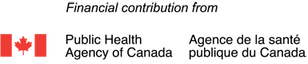 Financial contribution from
Public Health Agence de la santé
Agency of Canada publique du Canada